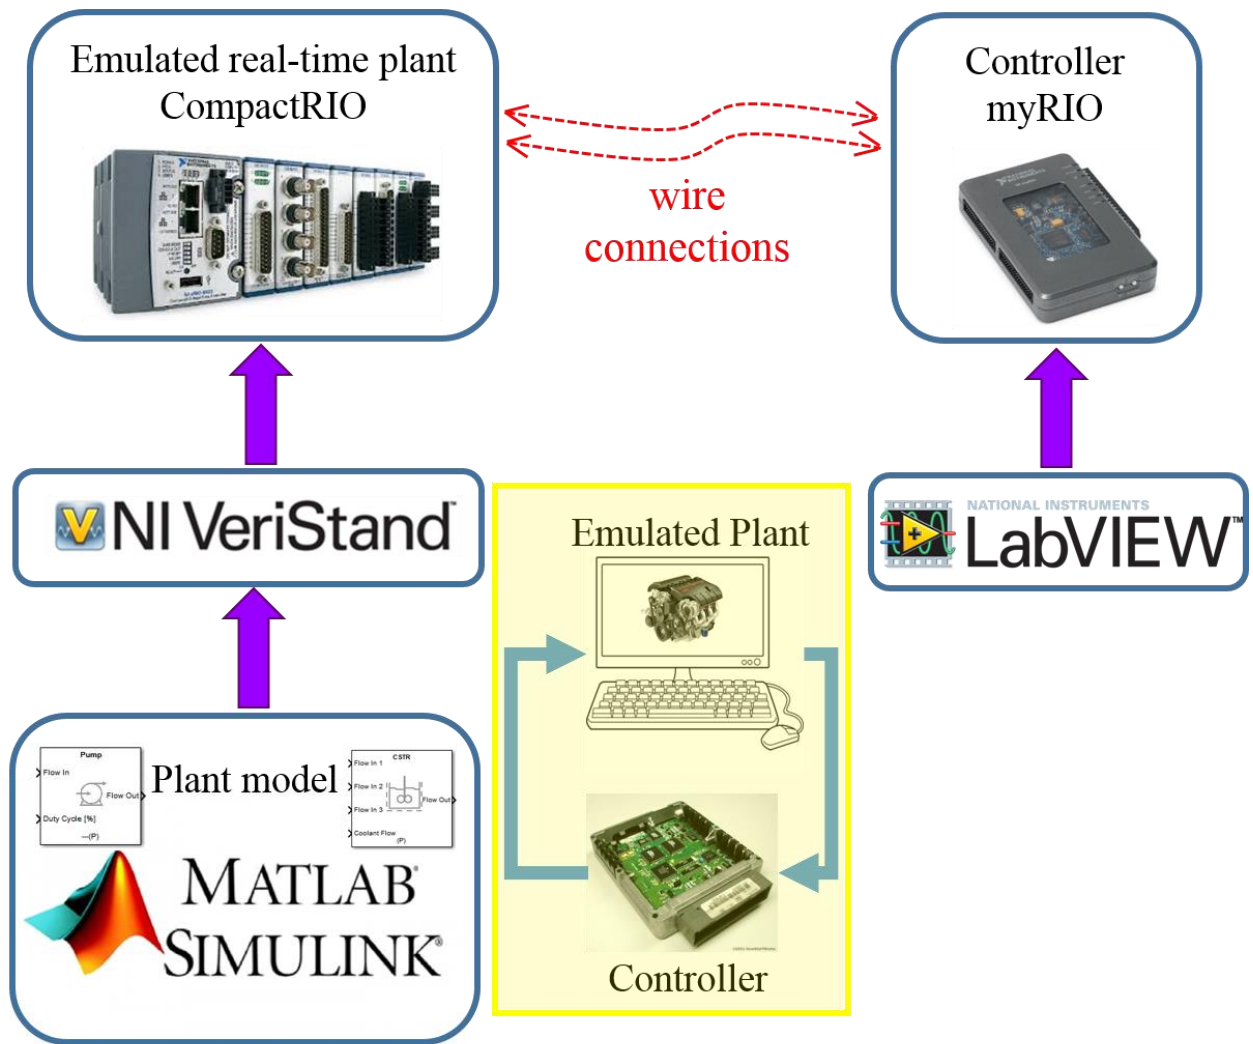 Emulated real-time plant
CompactRIO
Controller
myRIO
wire
connections
NI VeriStand™
NATIONAL INSTRUMENTS
LabVIEW™
Emulated Plant
Pump
Flow In
Flow Out
Duty Cycle [%]
(P)
Plant model
CSTR
Flow In 1
Flow In 2
Flow In 3
Flow Out
Coolant Flow
(P)
MATLAB®
SIMULINK®
Controller